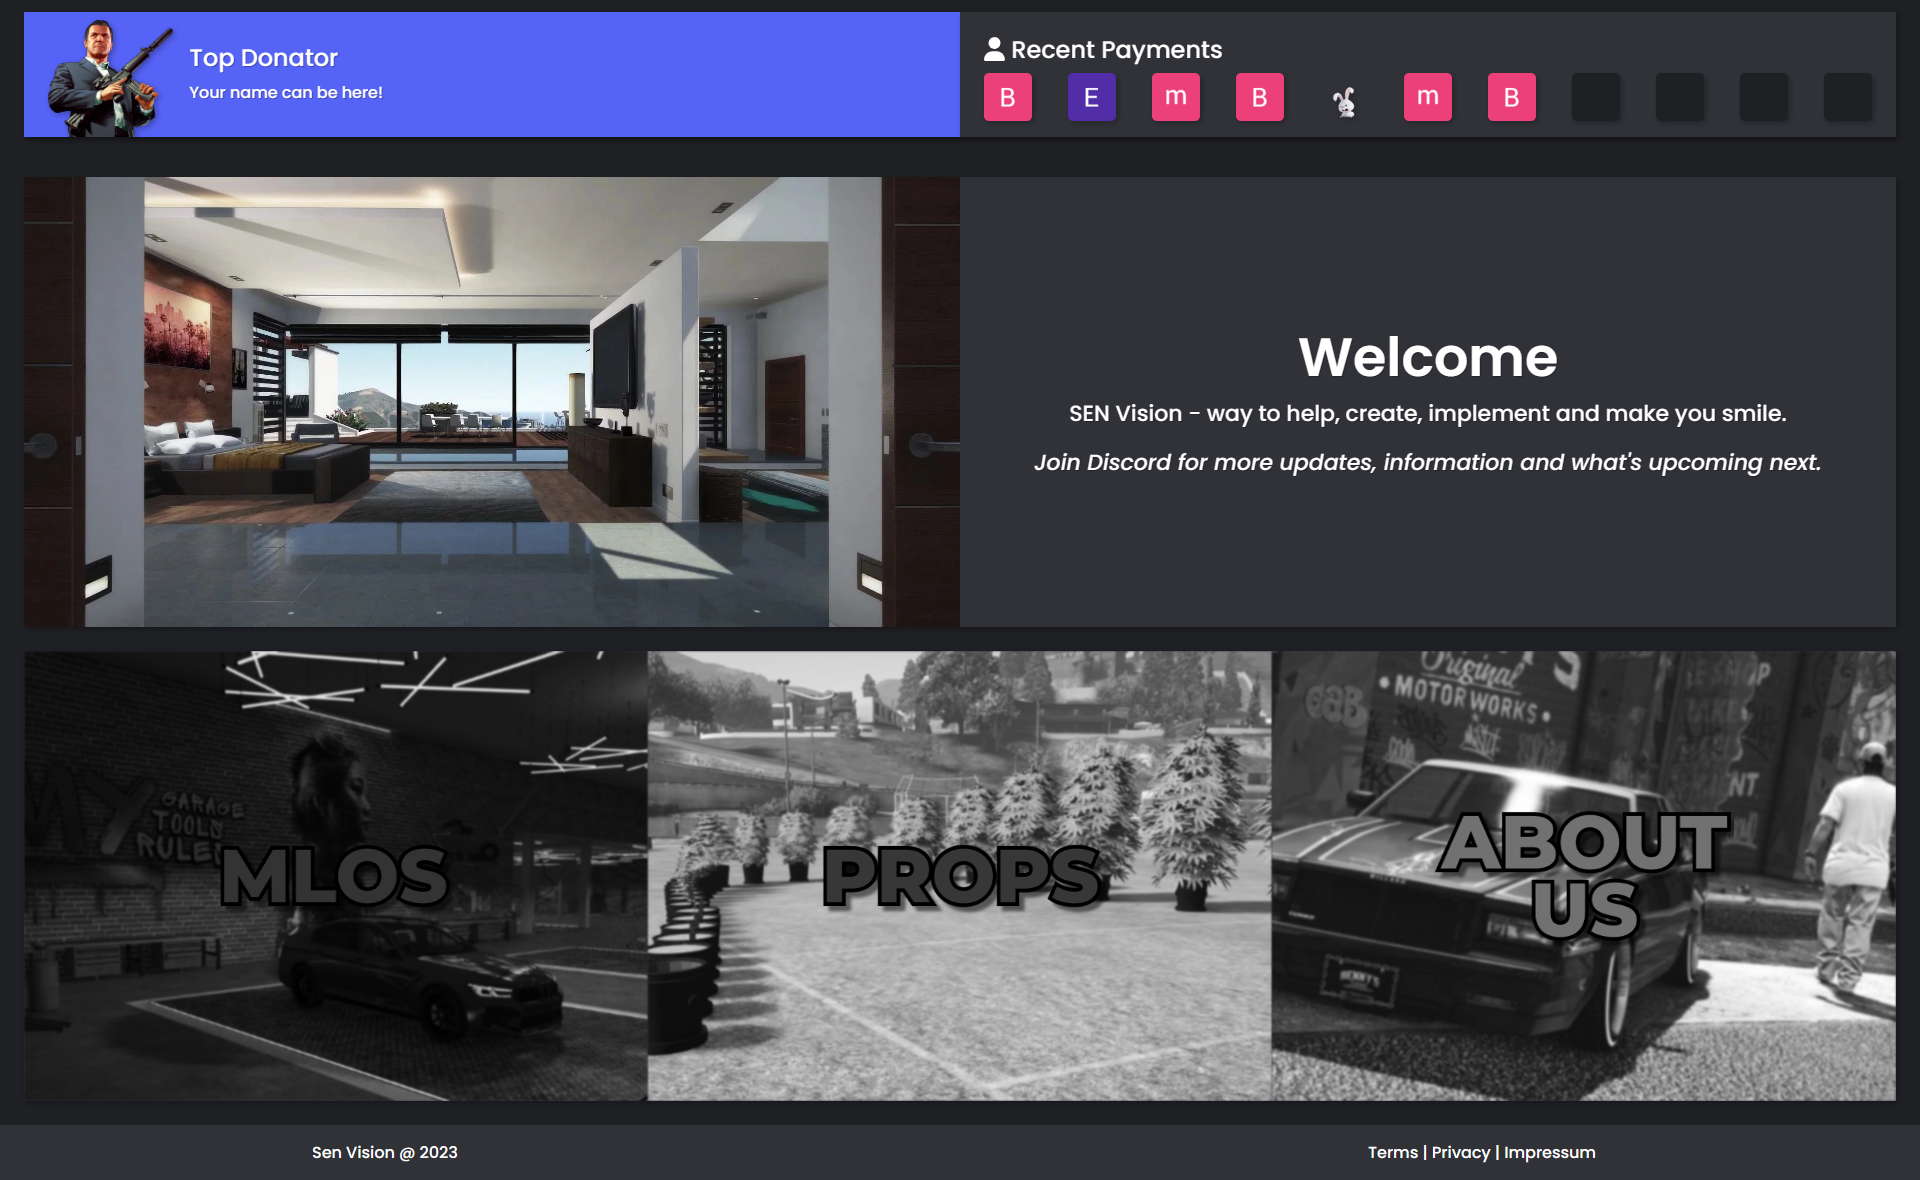 Top Donator
Your name can be here!
Recent Payments
B
E
m
B
m
B
Welcome
SEN Vision - way to help, create, implement and make you smile.
Join Discord for more updates, information and what's upcoming next.
GARAGE
TOOLS
RULES
MLOS
PROPS
Original
• MOTORWORKS •
ABOUT
US
Sen Vision @ 2023
Terms | Privacy | Impressum